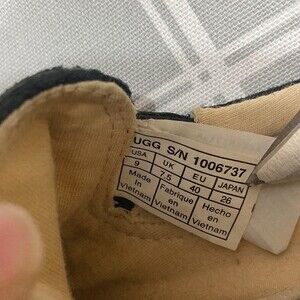 UGG S/N 1006737
USA UK EU JAPAN
9 7.5 40 26
Made in Vietnam Fabriqué en Vietnam Hecho en Vietnam